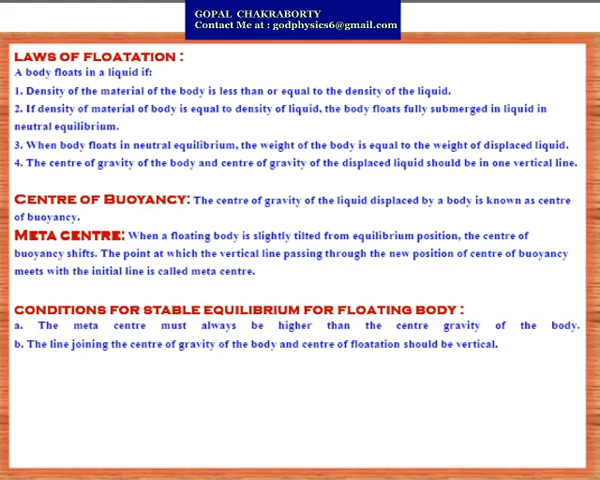 GOPAL CHAKRABORTY
Contact Me at : godphysics6@gmail.com
LAWS OF FLOATATION :
A body floats in a liquid if:
1. Density of the material of the body is less than or equal to the density of the liquid.
2. If density of material of body is equal to density of liquid, the body floats fully submerged in liquid in
neutral equilibrium.
3. When body floats in neutral equilibrium, the weight of the body is equal to the weight of displaced liquid.
4. The centre of gravity of the body and centre of gravity of the displaced liquid should be in one vertical line.
CENTRE OF BUOYANCY: The centre of gravity of the liquid displaced by a body is known as centre
of buoyancy.
META CENTRE: When a floating body is slightly tilted from equilibrium position, the centre of
buoyancy shifts. The point at which the vertical line passing through the new position of centre of buoyancy
meets with the initial line is called meta centre.
CONDITIONS FOR STABLE EQUILIBRIUM FOR FLOATING BODY :
a. The meta centre must always be higher than the centre gravity of the body.
b. The line joining the centre of gravity of the body and centre of floatation should be vertical.